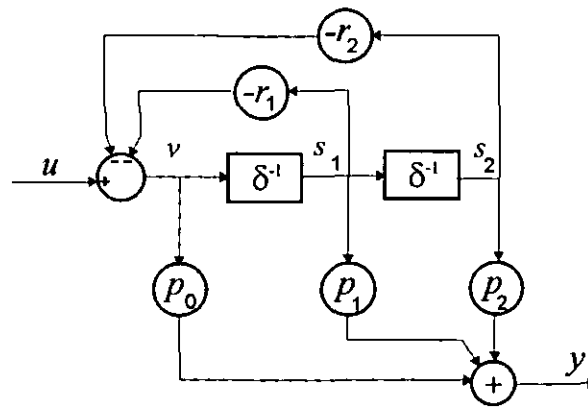 -r₂
-r₁
- -
u
+
v
δ⁻¹
s₁
δ⁻¹
s₂
p₀
p₁
p₂
+
y